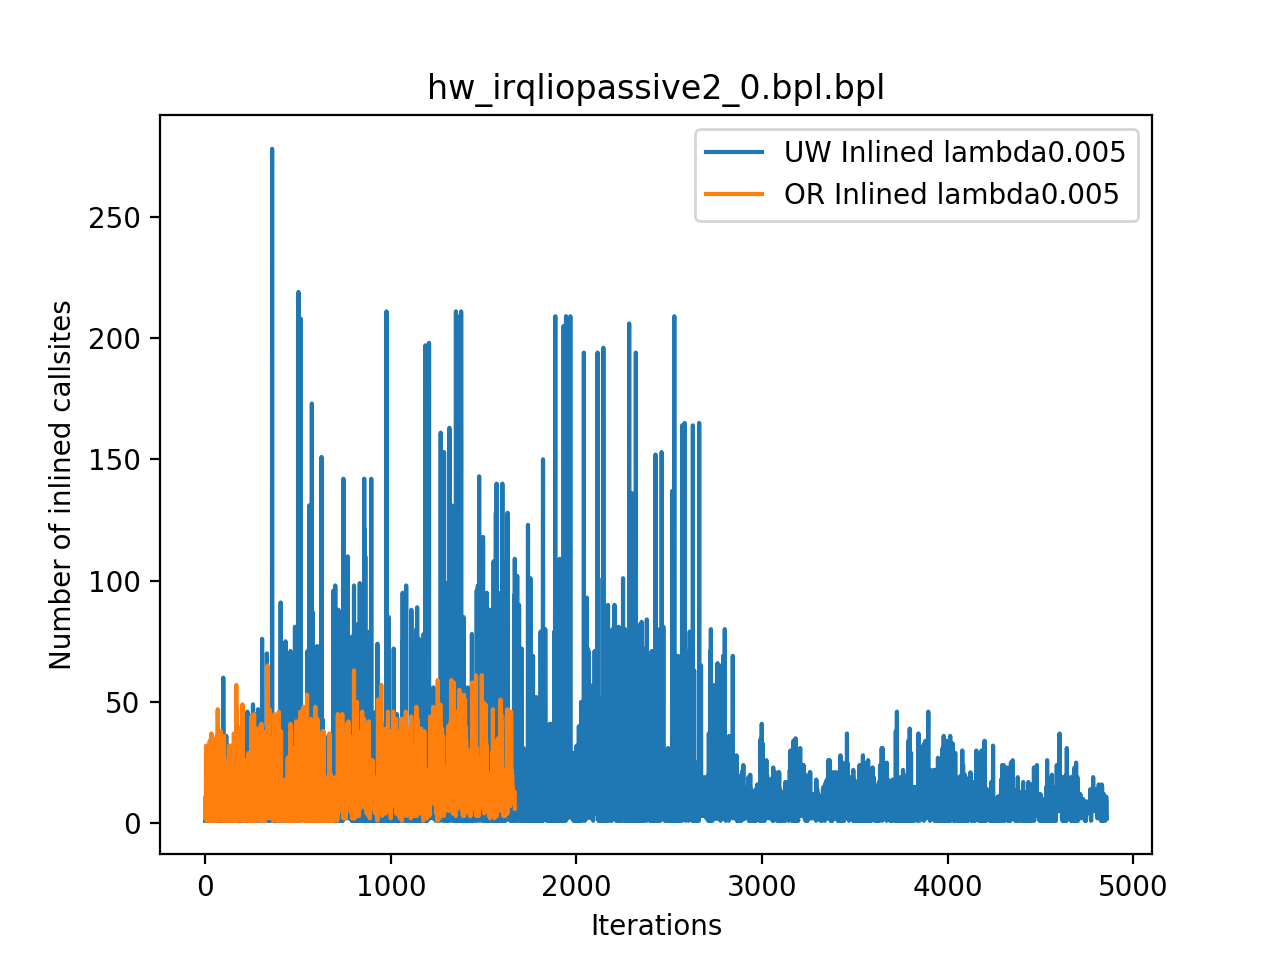 hw_irqliopassive2_0.bpl.bpl
UW Inlined lambda0.005
OR Inlined lambda0.005
Number of inlined callsites
250
200
150
100
50
0
0 1000 2000 3000 4000 5000
Iterations